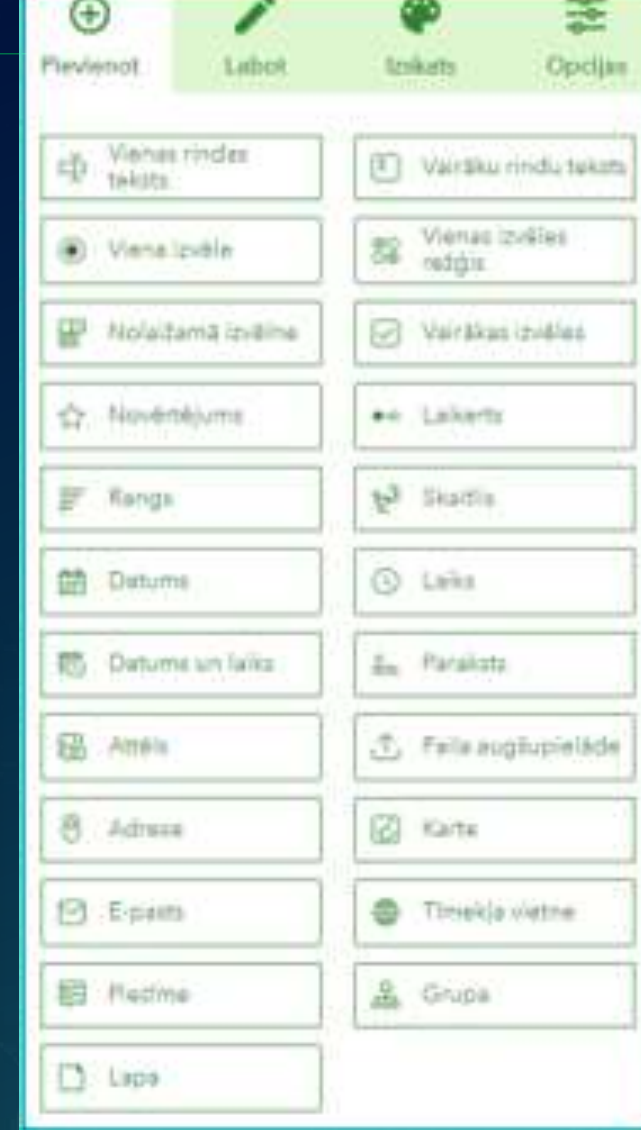 Pievienot Labot Izskats Opcijas
Vienas rindas
teksts
Vairāku rindu teksts
Viena izvēle
Vienas izvēles
režģis
Nolaižamā izvēlne
Vairākas izvēles
Novērtējums
Laikerts
Rangs
Skaitlis
Datums
Laiks
Datums un laiks
Paraksts
Attēls
Faila augšupielāde
Adrese
Karte
E-pasts
Tīmekļa vietne
Piezīme
Grupa
Lapa